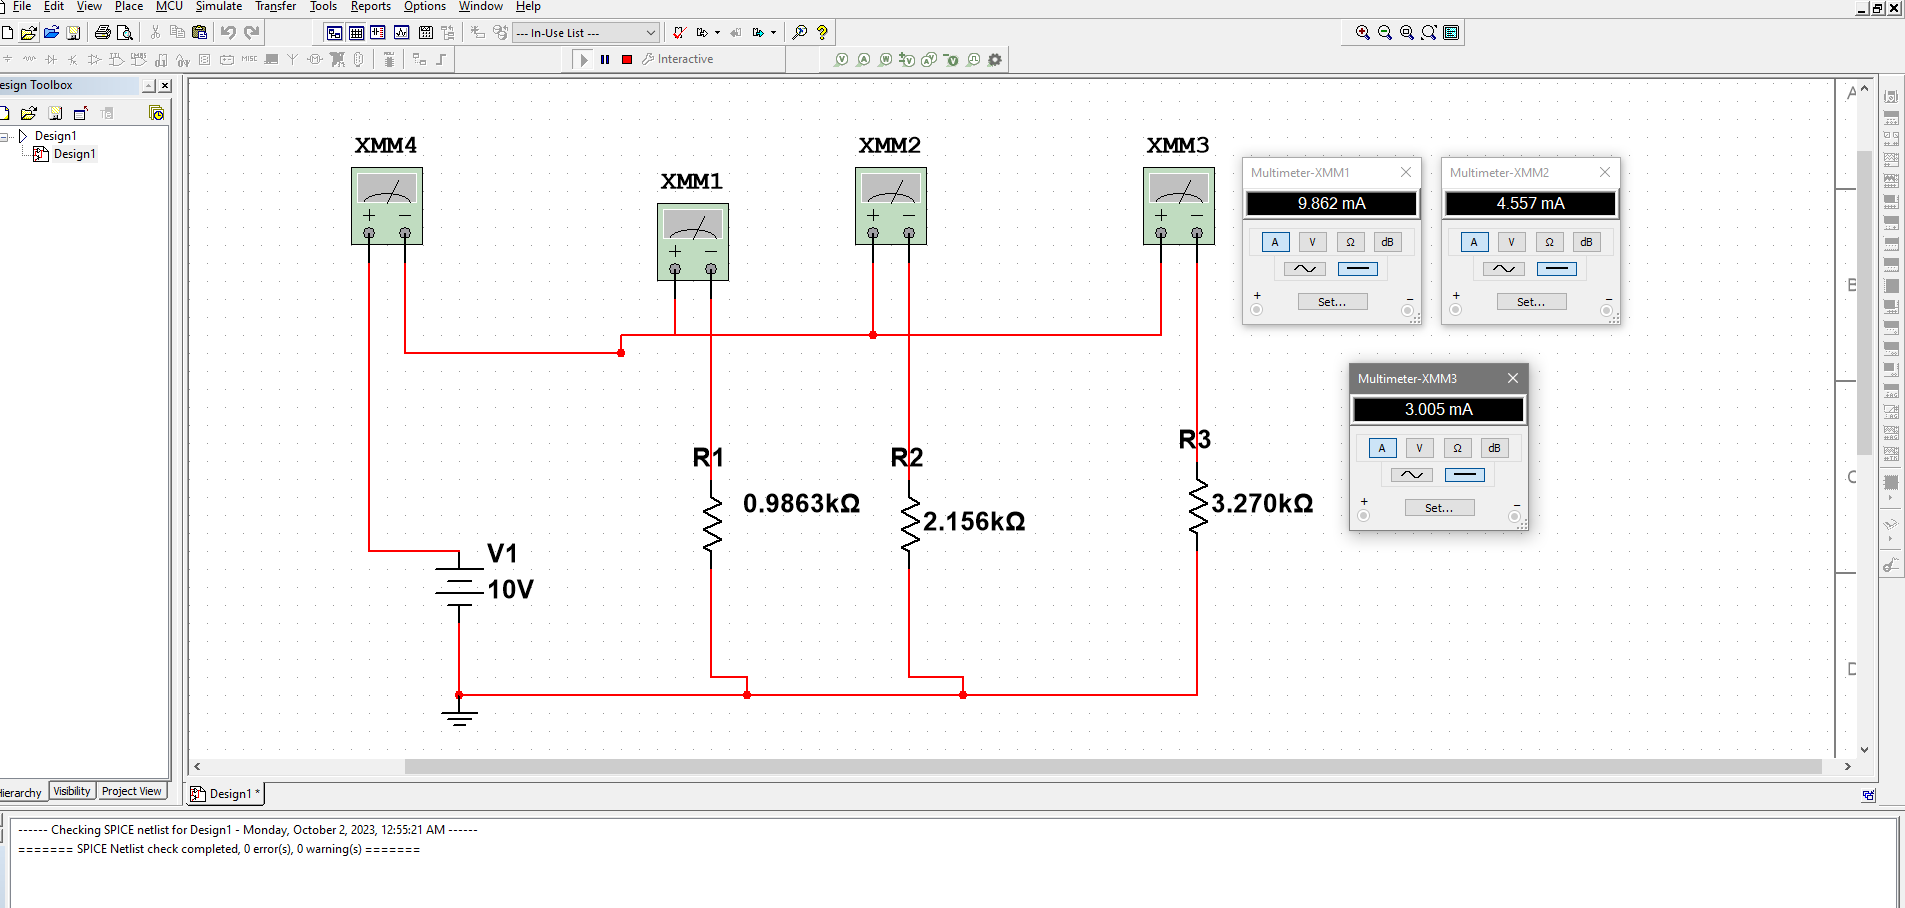 File Edit View Place MCU Simulate Transfer Tools Reports Options Window Help
--- In-Use List ---
Interactive
esign Toolbox
Design1
Design1
XMM4
XMM1
XMM2
XMM3
Multimeter-XMM1
9.862 mA
A V Ω dB
Set...
+ −
Multimeter-XMM2
4.557 mA
A V Ω dB
Set...
+ −
Multimeter-XMM3
3.005 mA
A V Ω dB
Set...
+ −
R1
0.9863kΩ
R2
2.156kΩ
R3
3.270kΩ
V1
10V
A
B
C
D
Hierarchy Visibility Project View
Design1 *
------ Checking SPICE netlist for Design1 - Monday, October 2, 2023, 12:55:21 AM ------
======= SPICE Netlist check completed, 0 error(s), 0 warning(s) =======